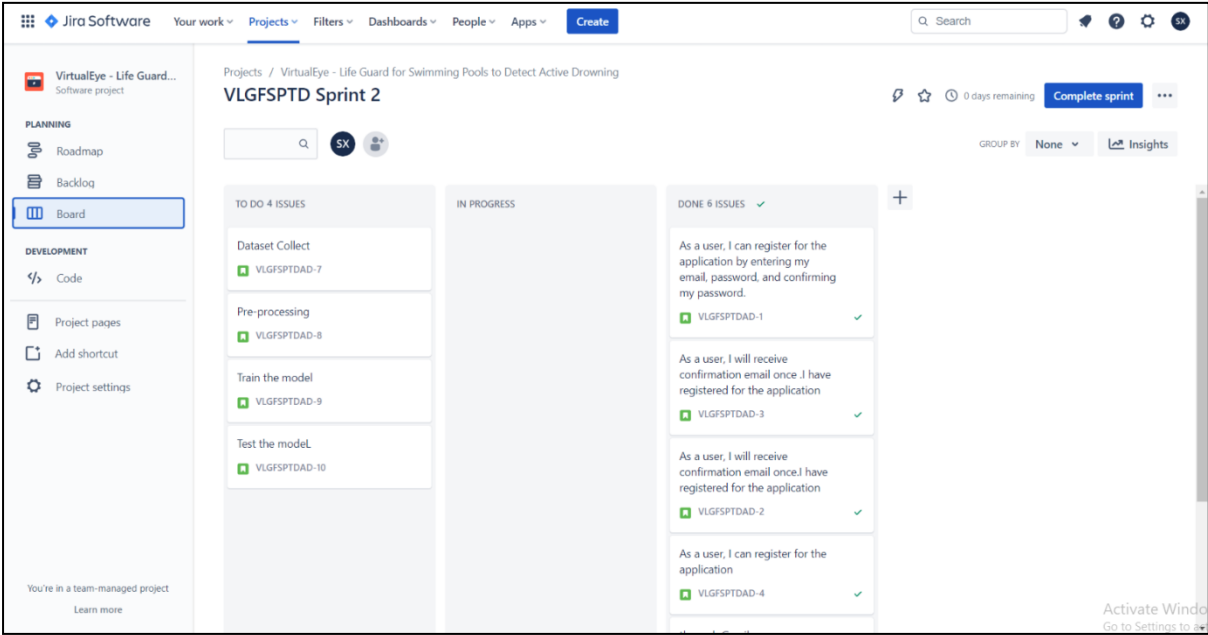 Jira Software Your work Projects Filters Dashboards People Apps Create Search SX
VirtualEye - Life Guard...
Software project
PLANNING
Roadmap
Backlog
Board
DEVELOPMENT
Code
Project pages
Add shortcut
Project settings
You're in a team-managed project
Learn more
Projects / VirtualEye - Life Guard for Swimming Pools to Detect Active Drowning
VLGFSPTD Sprint 2
0 days remaining Complete sprint
SX
GROUP BY None Insights
TO DO 4 ISSUES
Dataset Collect
VLGFSPTDAD-7
Pre-processing
VLGFSPTDAD-8
Train the model
VLGFSPTDAD-9
Test the modeL
VLGFSPTDAD-10
IN PROGRESS
DONE 6 ISSUES
As a user, I can register for the
application by entering my
email, password, and confirming
my password.
VLGFSPTDAD-1
As a user, I will receive
confirmation email once .I have
registered for the application
VLGFSPTDAD-3
As a user, I will receive
confirmation email once.I have
registered for the application
VLGFSPTDAD-2
As a user, I can register for the
application
VLGFSPTDAD-4
Activate Windo
Go to Settings to